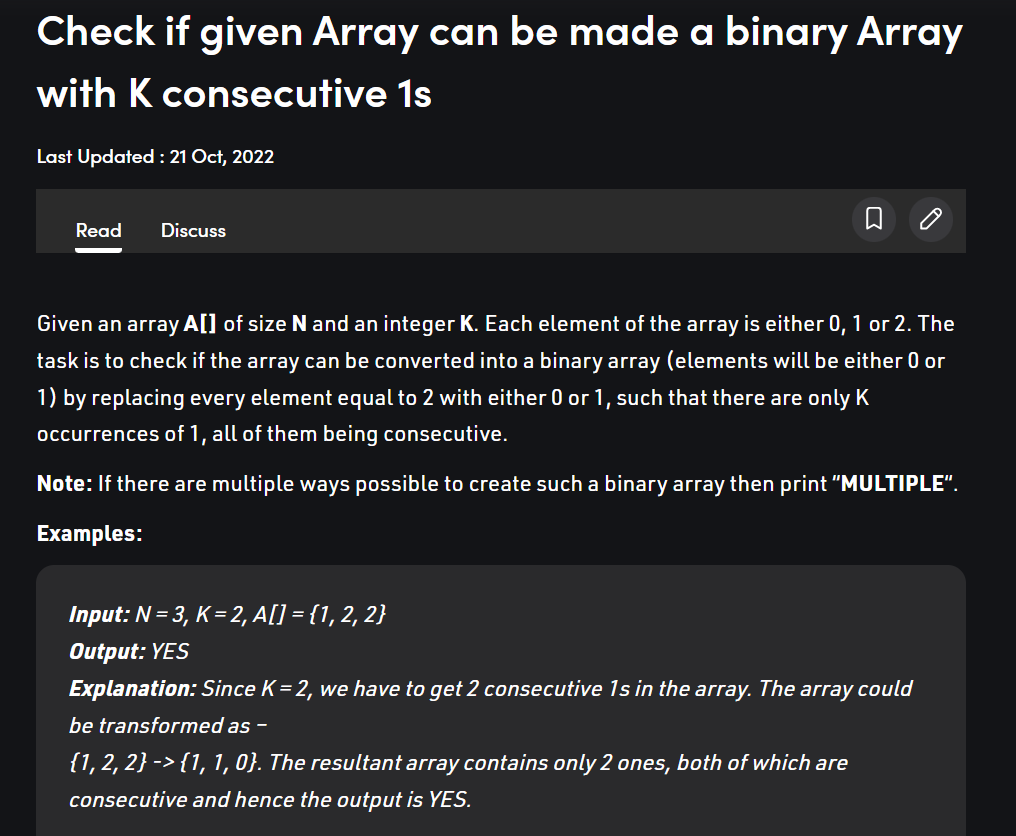 Check if given Array can be made a binary Array
with K consecutive 1s
Last Updated : 21 Oct, 2022
Read Discuss
Given an array A[] of size N and an integer K. Each element of the array is either 0, 1 or 2. The
task is to check if the array can be converted into a binary array (elements will be either 0 or
1) by replacing every element equal to 2 with either 0 or 1, such that there are only K
occurrences of 1, all of them being consecutive.
Note: If there are multiple ways possible to create such a binary array then print “MULTIPLE“.
Examples:
Input: N = 3, K = 2, A[] = {1, 2, 2}
Output: YES
Explanation: Since K = 2, we have to get 2 consecutive 1s in the array. The array could
be transformed as –
{1, 2, 2} -> {1, 1, 0}. The resultant array contains only 2 ones, both of which are
consecutive and hence the output is YES.